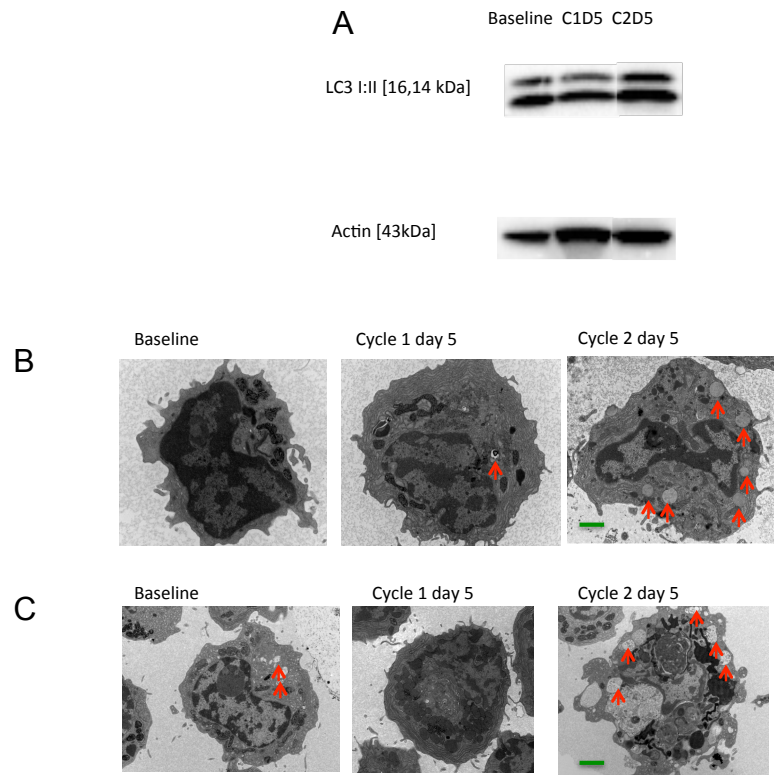 A
Baseline C1D5 C2D5
LC3 I:II [16,14 kDa]
Actin [43kDa]
B
Baseline
Cycle 1 day 5
Cycle 2 day 5
C
Baseline
Cycle 1 day 5
Cycle 2 day 5